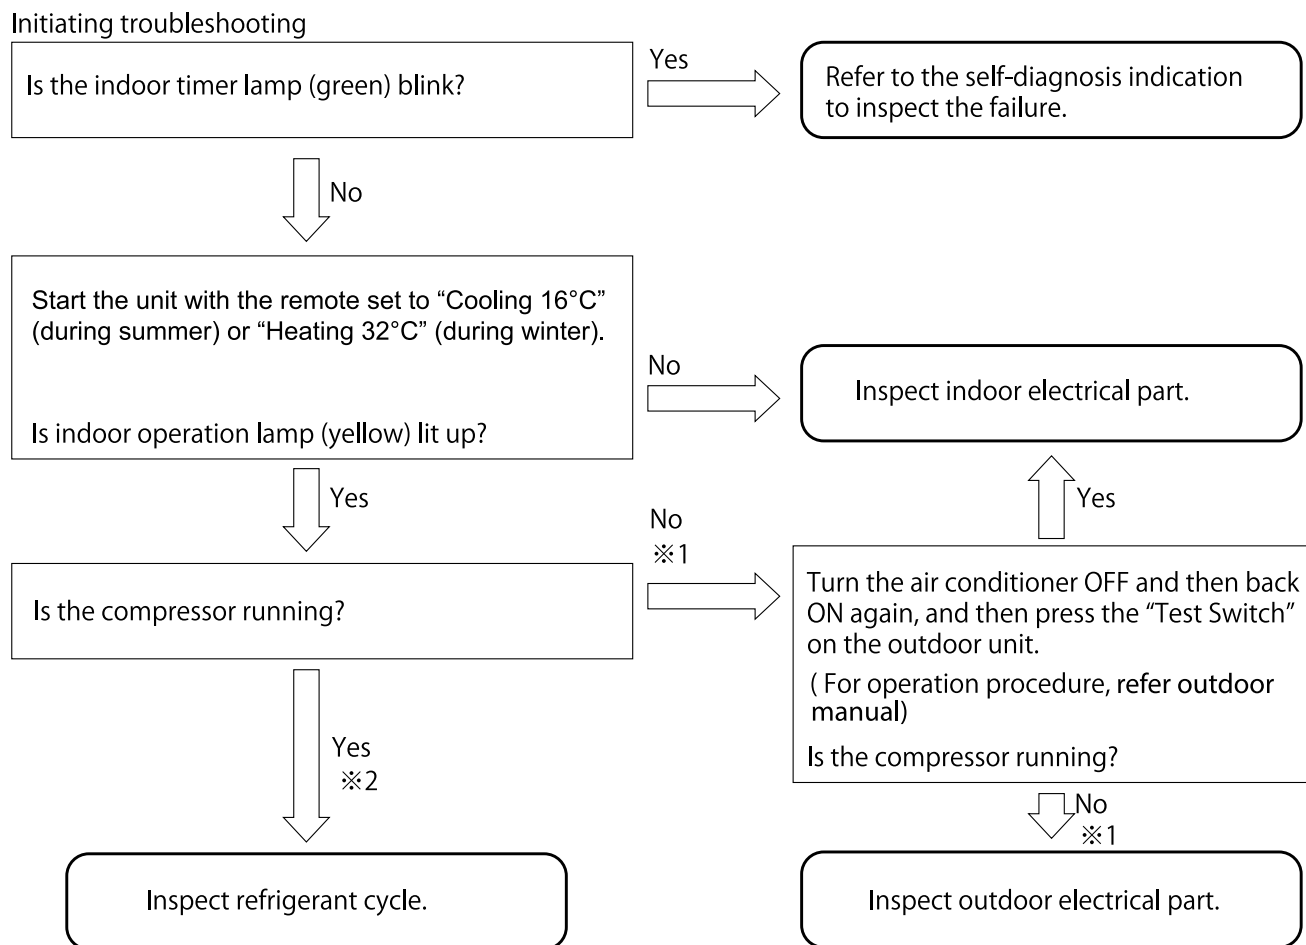 Initiating troubleshooting
Is the indoor timer lamp (green) blink?
Yes
Refer to the self-diagnosis indication
to inspect the failure.
No
Start the unit with the remote set to “Cooling 16°C”
(during summer) or “Heating 32°C” (during winter).
Is indoor operation lamp (yellow) lit up?
No
Inspect indoor electrical part.
Yes
Yes
Is the compressor running?
No
※1
Turn the air conditioner OFF and then back
ON again, and then press the “Test Switch”
on the outdoor unit.
( For operation procedure, refer outdoor
manual)
Is the compressor running?
Yes
※2
No
※1
Inspect refrigerant cycle.
Inspect outdoor electrical part.